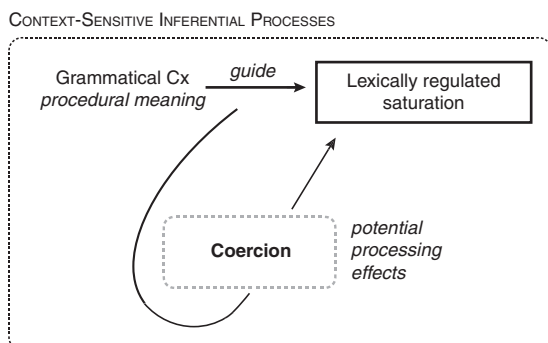 CONTEXT-SENSITIVE INFERENTIAL PROCESSES
Grammatical Cx
procedural meaning
guide
Lexically regulated
saturation
Coercion
potential
processing
effects